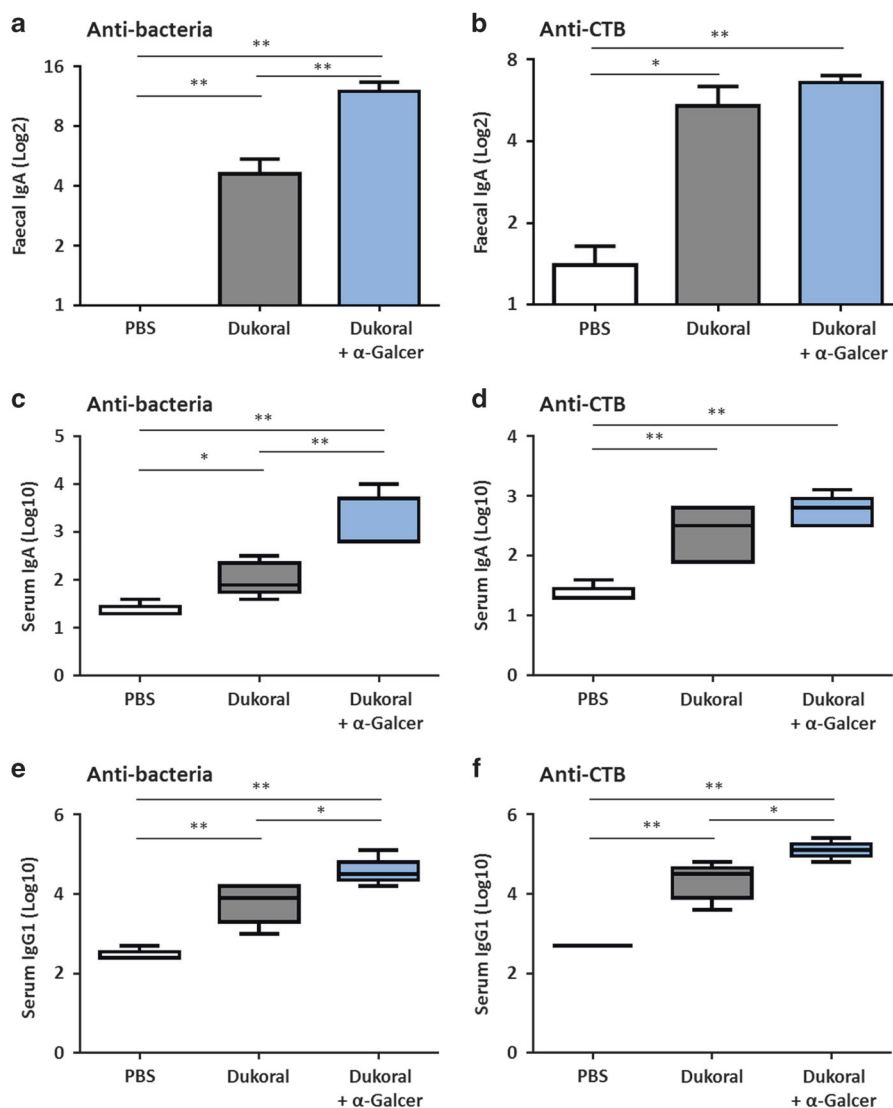 a Anti-bacteria
**
** **
16
8
4
2
1
Faecal IgA (Log2)
PBS Dukoral Dukoral
+ α-Galcer
b Anti-CTB
**
*
8
4
2
1
Faecal IgA (Log2)
PBS Dukoral Dukoral
+ α-Galcer
c Anti-bacteria
**
* **
5
4
3
2
1
0
Serum IgA (Log10)
PBS Dukoral Dukoral
+ α-Galcer
d Anti-CTB
**
**
4
3
2
1
0
Serum IgA (Log10)
PBS Dukoral Dukoral
+ α-Galcer
e Anti-bacteria
**
** *
6
4
2
0
Serum IgG1 (Log10)
PBS Dukoral Dukoral
+ α-Galcer
f Anti-CTB
**
** *
6
4
2
0
Serum IgG1 (Log10)
PBS Dukoral Dukoral
+ α-Galcer